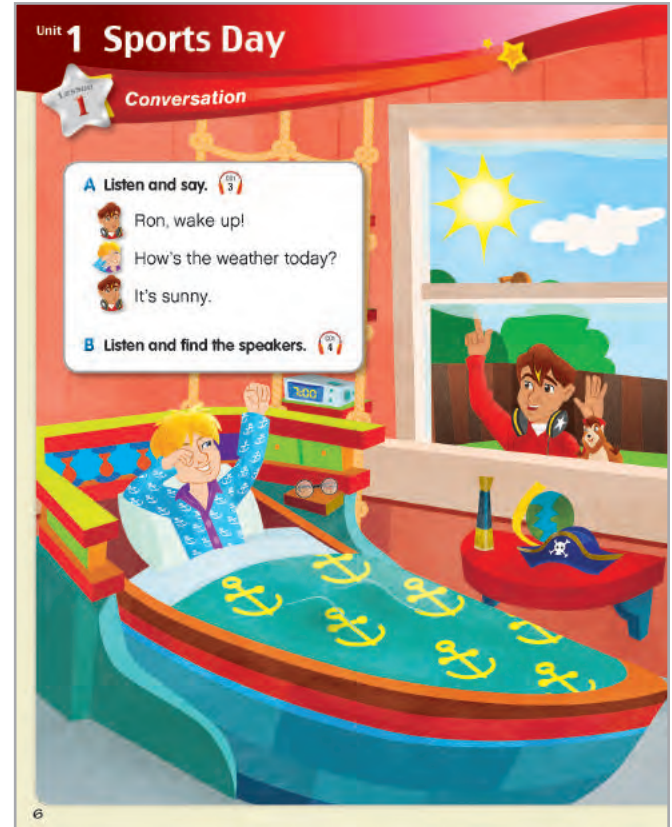 Unit 1 Sports Day
Lesson
1
Conversation
A Listen and say. CD1
3
Ron, wake up!
How's the weather today?
It's sunny.
B Listen and find the speakers. CD1
4
7:00
6